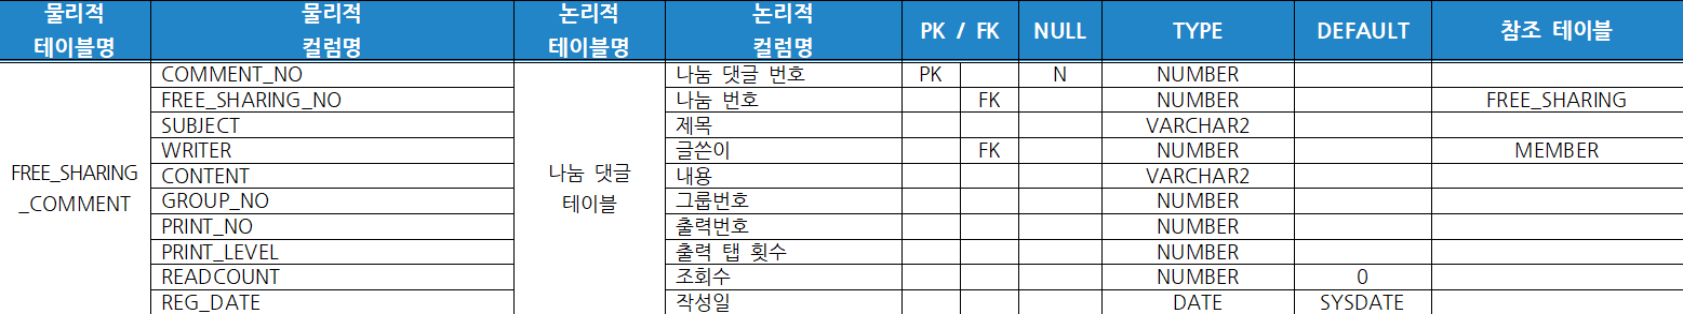 물리적 테이블명 물리적 컬럼명 논리적 테이블명 논리적 컬럼명 PK / FK NULL TYPE DEFAULT 참조 테이블
COMMENT_NO 나눔 댓글 번호 PK N NUMBER
FREE_SHARING_NO 나눔 번호 FK NUMBER FREE_SHARING
SUBJECT 제목 VARCHAR2
WRITER 글쓴이 FK NUMBER MEMBER
FREE_SHARING _COMMENT CONTENT 나눔 댓글 테이블 내용 VARCHAR2
GROUP_NO 그룹번호 NUMBER
PRINT_NO 출력번호 NUMBER
PRINT_LEVEL 출력 탭 횟수 NUMBER
READCOUNT 조회수 NUMBER 0
REG_DATE 작성일 DATE SYSDATE